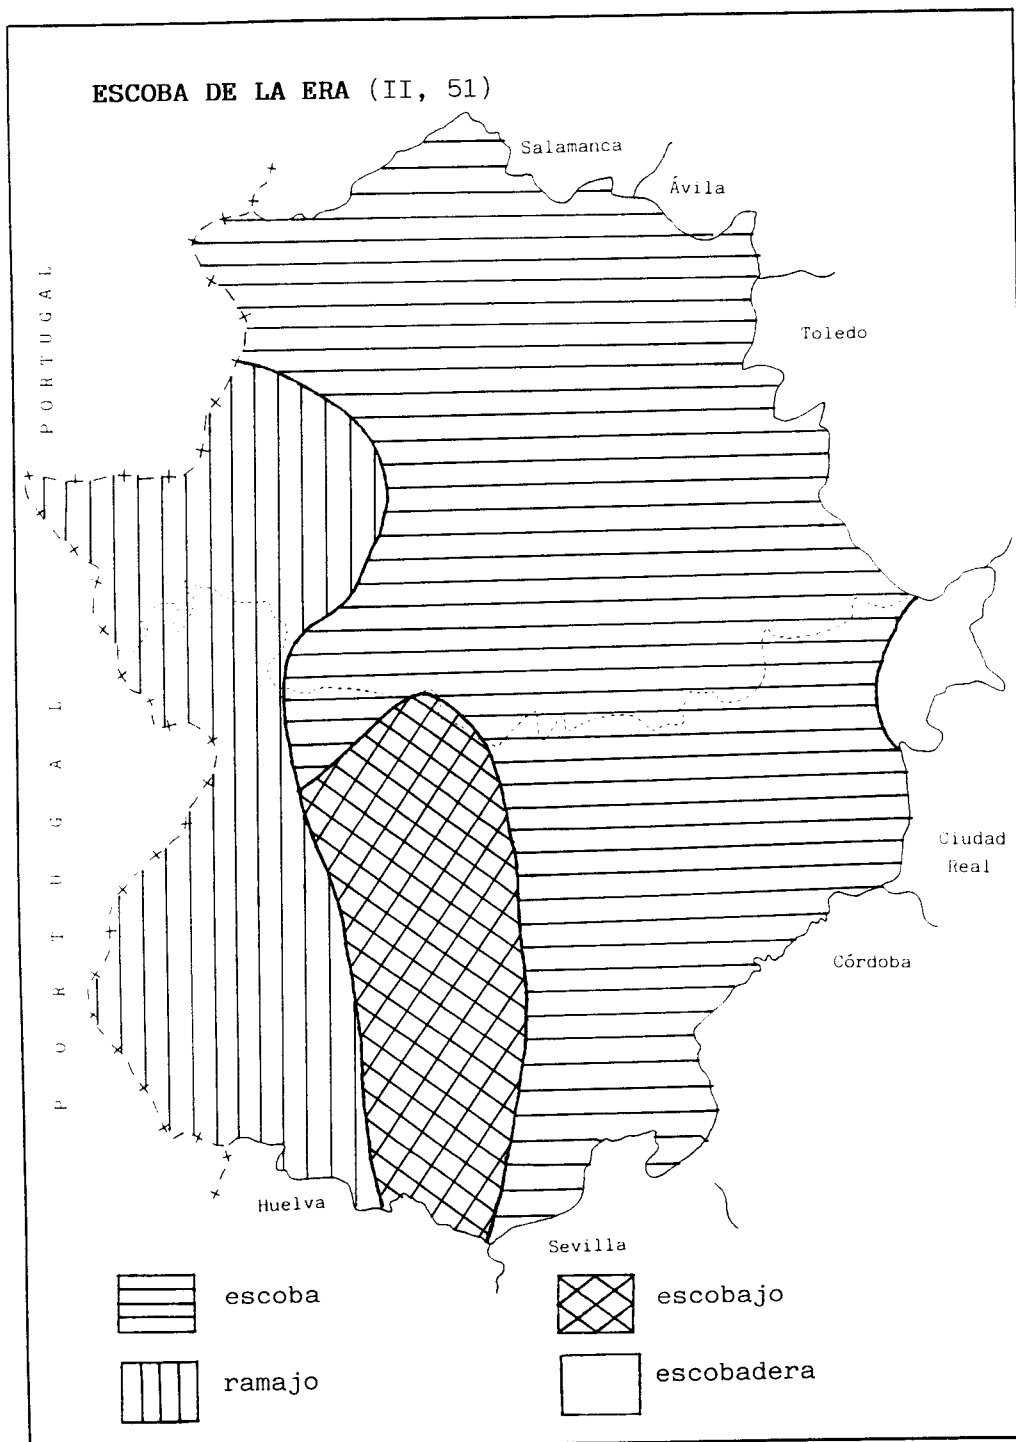 ESCOBA DE LA ERA (II, 51)
Salamanca
Ávila
PORTUGAL
Toledo
PORTUGAL
Ciudad
Real
Córdoba
Huelva
Sevilla
escoba
escobajo
ramajo
escobadera